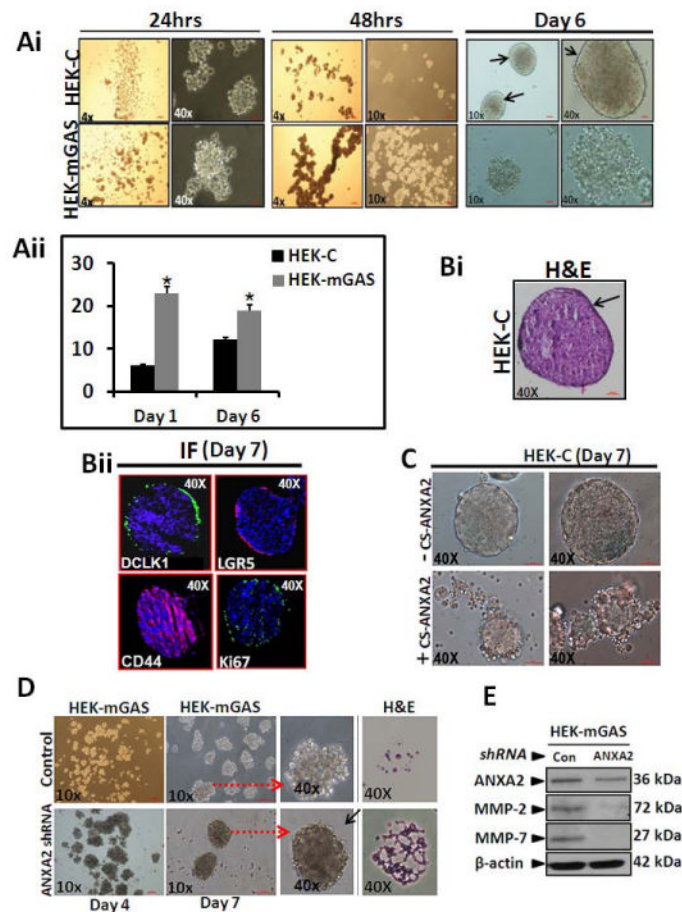 Ai
24hrs 48hrs Day 6
HEK-C
4x 40x 4x 10x 10x 40x
HEK-mGAS
4x 40x 4x 10x 10x 40x
Aii
HEK-C
HEK-mGAS
30
20
10
0
* *
Day 1 Day 6
Bi
H&E
HEK-C
40X
Bii
IF (Day 7)
40X 40X
DCLK1 LGR5
40X 40X
CD44 Ki67
C
HEK-C (Day 7)
- CS-ANXA2
40X 40X
+ CS-ANXA2
40X 40X
D
HEK-mGAS HEK-mGAS H&E
Control
10x 10x 40x 40X
ANXA2 shRNA
10x 10x 40x 40X
Day 4 Day 7
E
HEK-mGAS
shRNA Con ANXA2
ANXA2 36 kDa
MMP-2 72 kDa
MMP-7 27 kDa
β-actin 42 kDa